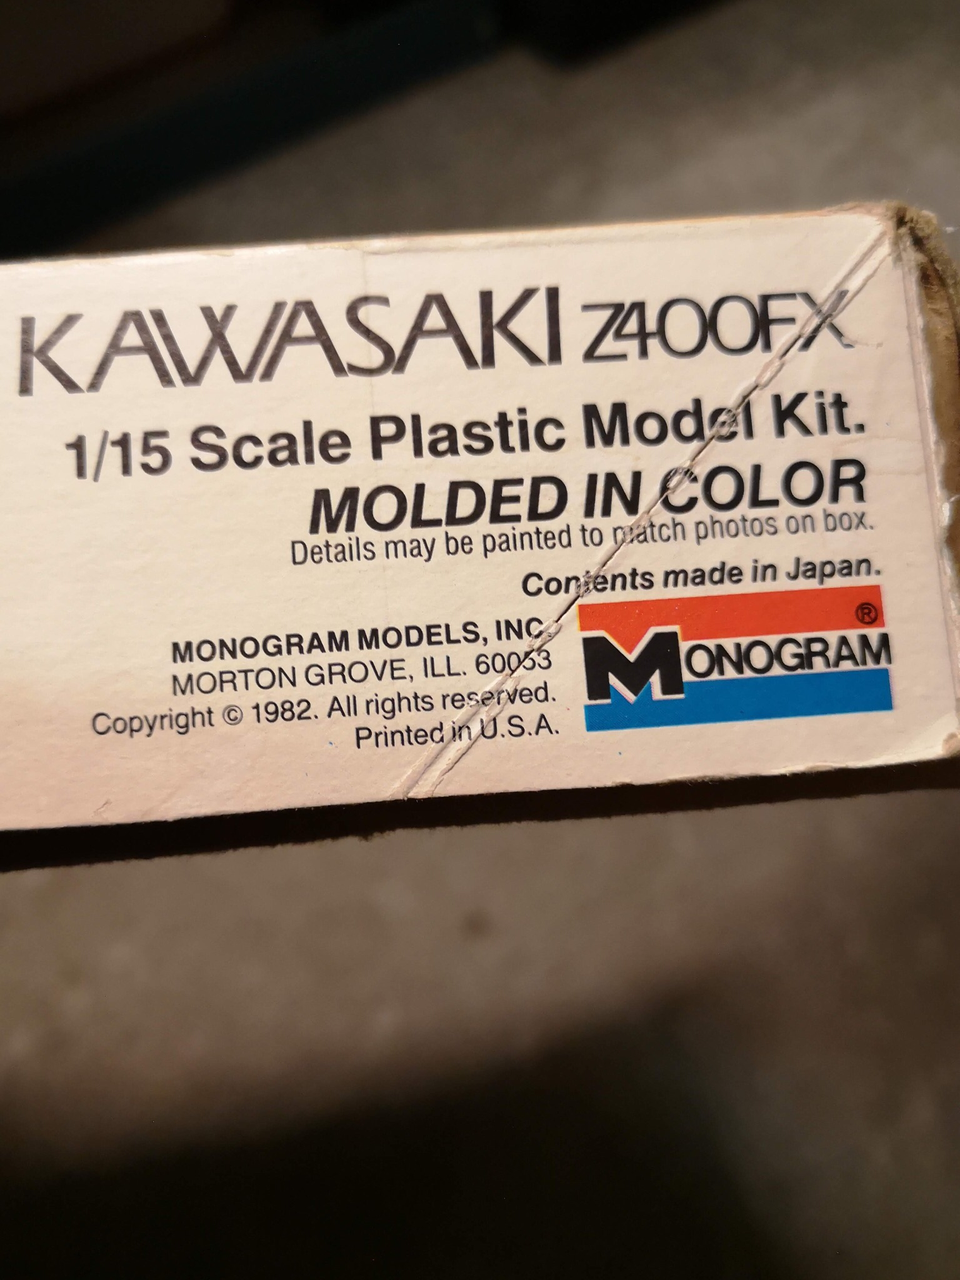 KAWASAKI Z400FX
1/15 Scale Plastic Model Kit.
MOLDED IN COLOR
Details may be painted to match photos on box.
Contents made in Japan.
MONOGRAM MODELS, INC.
MORTON GROVE, ILL. 60053
Copyright © 1982. All rights reserved.
Printed in U.S.A.
MONOGRAM ®